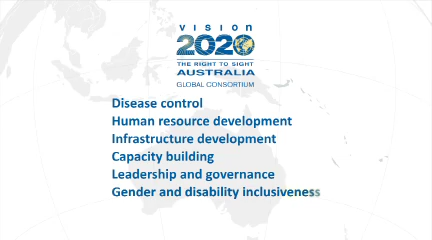 VISION
2020
THE RIGHT TO SIGHT
AUSTRALIA
GLOBAL CONSORTIUM
Disease control
Human resource development
Infrastructure development
Capacity building
Leadership and governance
Gender and disability inclusiveness